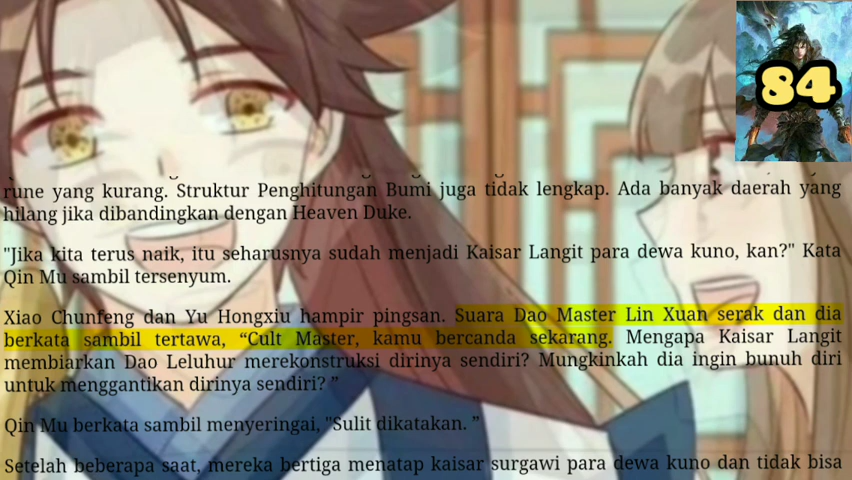 84
rune yang kurang. Struktur Penghitungan Bumi juga tidak lengkap. Ada banyak daerah yang
hilang jika dibandingkan dengan Heaven Duke.
"Jika kita terus naik, itu seharusnya sudah menjadi Kaisar Langit para dewa kuno, kan?" Kata
Qin Mu sambil tersenyum.
Xiao Chunfeng dan Yu Hongxiu hampir pingsan. Suara Dao Master Lin Xuan serak dan dia
berkata sambil tertawa, “Cult Master, kamu bercanda sekarang. Mengapa Kaisar Langit
membiarkan Dao Leluhur merekonstruksi dirinya sendiri? Mungkinkah dia ingin bunuh diri
untuk menggantikan dirinya sendiri? ”
Qin Mu berkata sambil menyeringai, "Sulit dikatakan. ”
Setelah beberapa saat, mereka bertiga menatap kaisar surgawi para dewa kuno dan tidak bisa